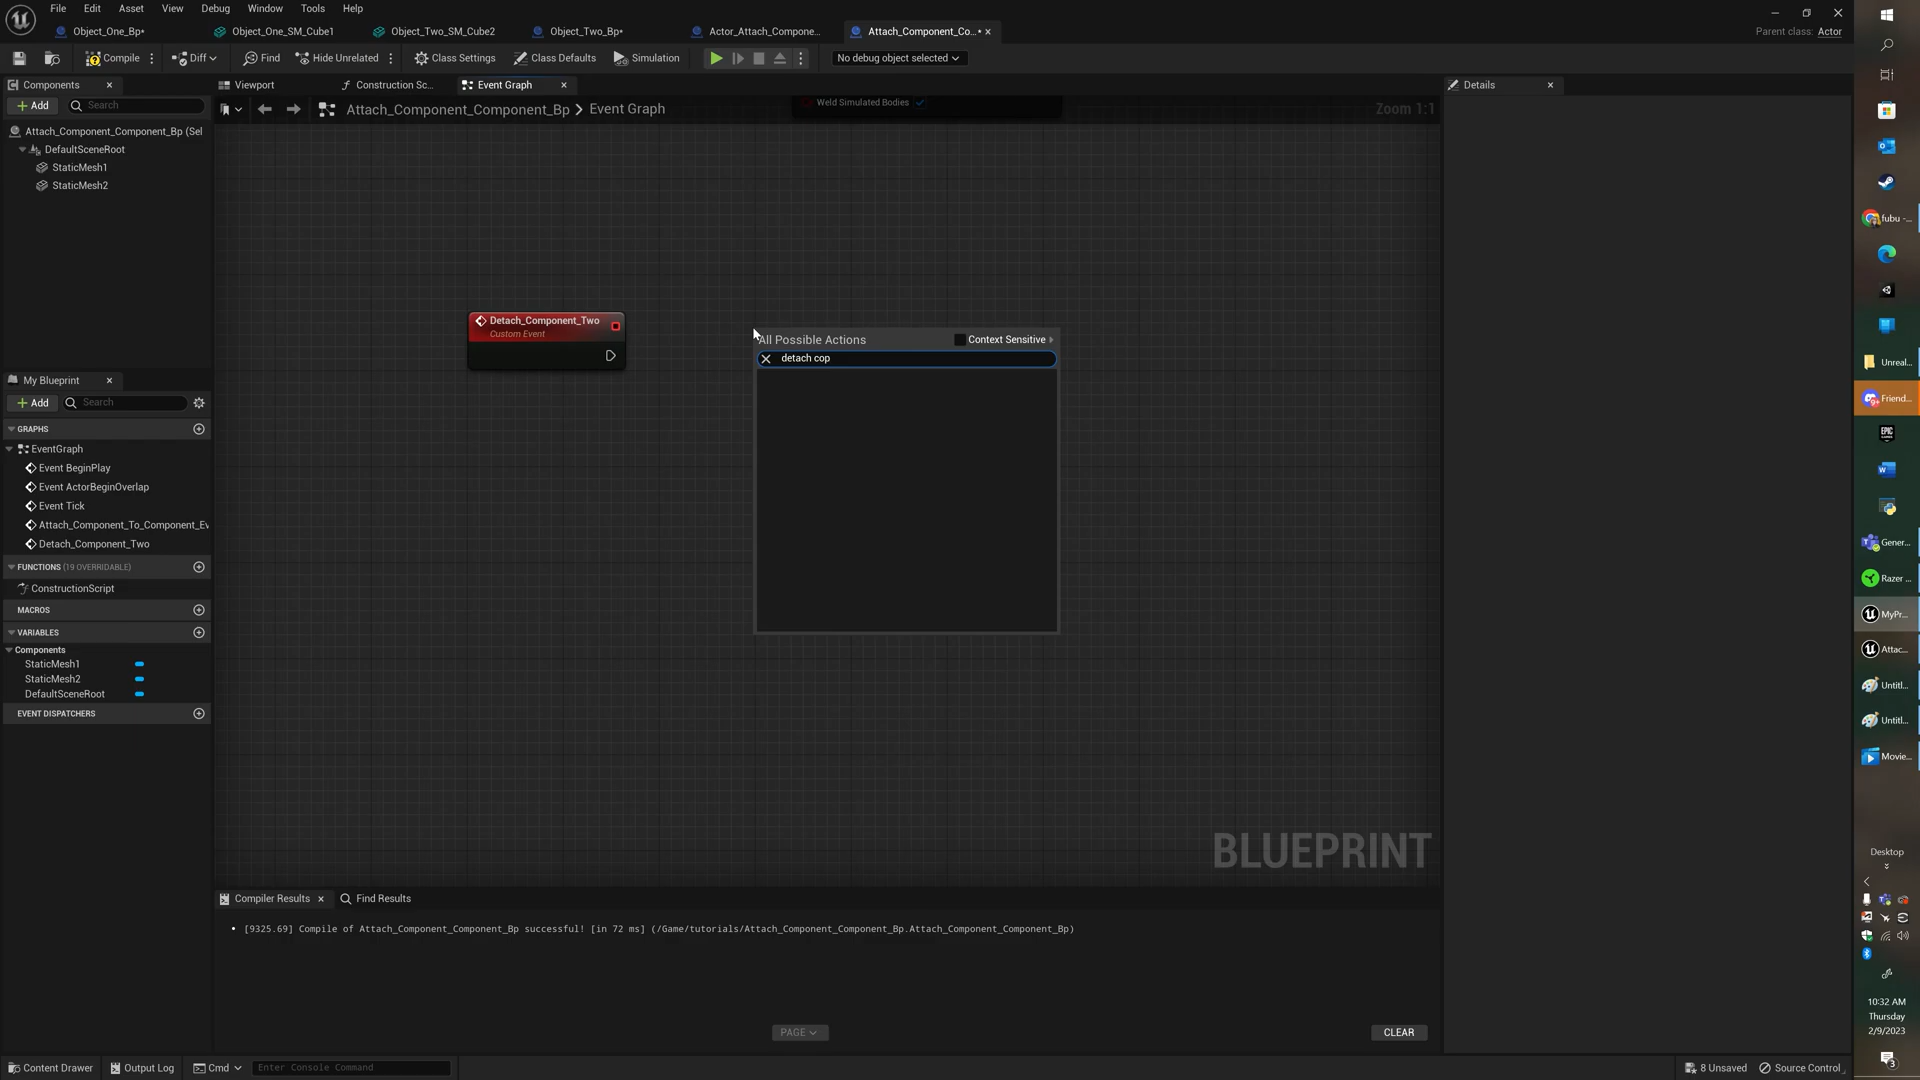 File Edit Asset View Debug Window Tools Help
Object_One_Bp*
Object_One_SM_Cube1
Object_Two_SM_Cube2
Object_Two_Bp*
Actor_Attach_Compone...
Attach_Component_Co...*
Parent class: Actor
Compile
Diff
Find
Hide Unrelated
Class Settings
Class Defaults
Simulation
No debug object selected
Components
Viewport
Construction Sc...
Event Graph
Details
+ Add
Search
Attach_Component_Component_Bp > Event Graph
Weld Simulated Bodies
Zoom 1:1
Attach_Component_Component_Bp (Sel
DefaultSceneRoot
StaticMesh1
StaticMesh2
Detach_Component_Two
Custom Event
All Possible Actions
Context Sensitive
detach cop
My Blueprint
+ Add
Search
GRAPHS
EventGraph
Event BeginPlay
Event ActorBeginOverlap
Event Tick
Attach_Component_To_Component_Ev
Detach_Component_Two
FUNCTIONS (19 OVERRIDABLE)
ConstructionScript
MACROS
VARIABLES
Components
StaticMesh1
StaticMesh2
DefaultSceneRoot
EVENT DISPATCHERS
BLUEPRINT
Compiler Results
Find Results
[9325.69] Compile of Attach_Component_Component_Bp successful! [in 72 ms] (/Game/tutorials/Attach_Component_Component_Bp.Attach_Component_Component_Bp)
PAGE
CLEAR
Content Drawer
Output Log
Cmd
Enter Console Command
8 Unsaved
Source Control
fubu -...
Unreal...
Friend...
EPIC
GAMES
Gener...
Razer ...
MyPr...
Attac...
Untitl...
Untitl...
Movie...
Desktop
10:32 AM
Thursday
2/9/2023
3